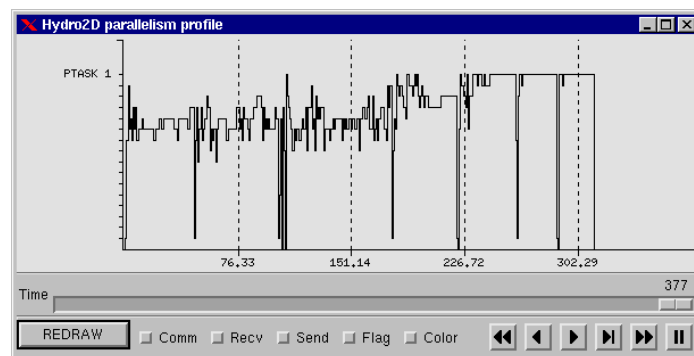 Hydro2D parallelism profile
PTASK 1
76.33 151.14 226.72 302.29
377
Time
REDRAW Comm Recv Send Flag Color